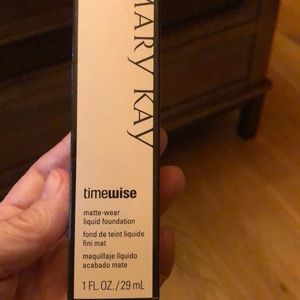 MARY KAY
timewise
matte-wear
liquid foundation
fond de teint liquide
fini mat
maquillaje líquido
acabado mate
1 FL. OZ. / 29 mL